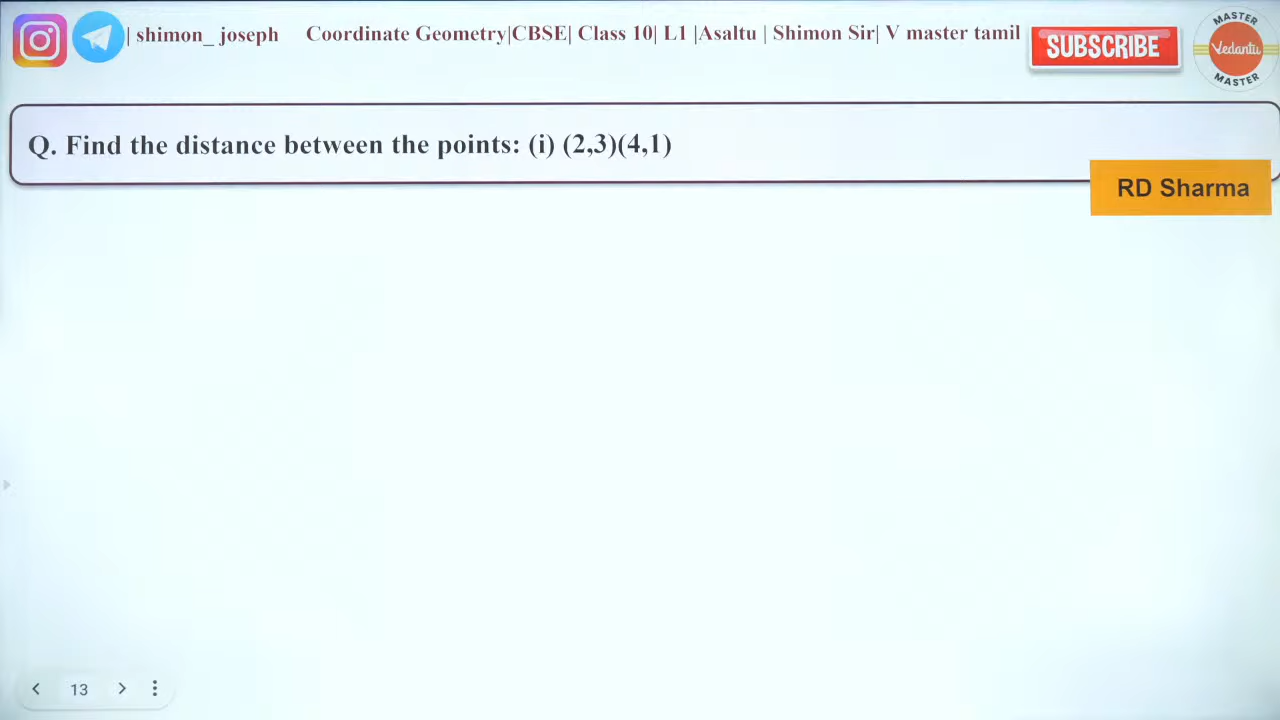 | shimon_ joseph Coordinate Geometry|CBSE| Class 10| L1 |Asaltu | Shimon Sir| V master tamil
SUBSCRIBE
MASTER
Vedantu
MASTER
Q. Find the distance between the points: (i) (2,3)(4,1)
RD Sharma
13